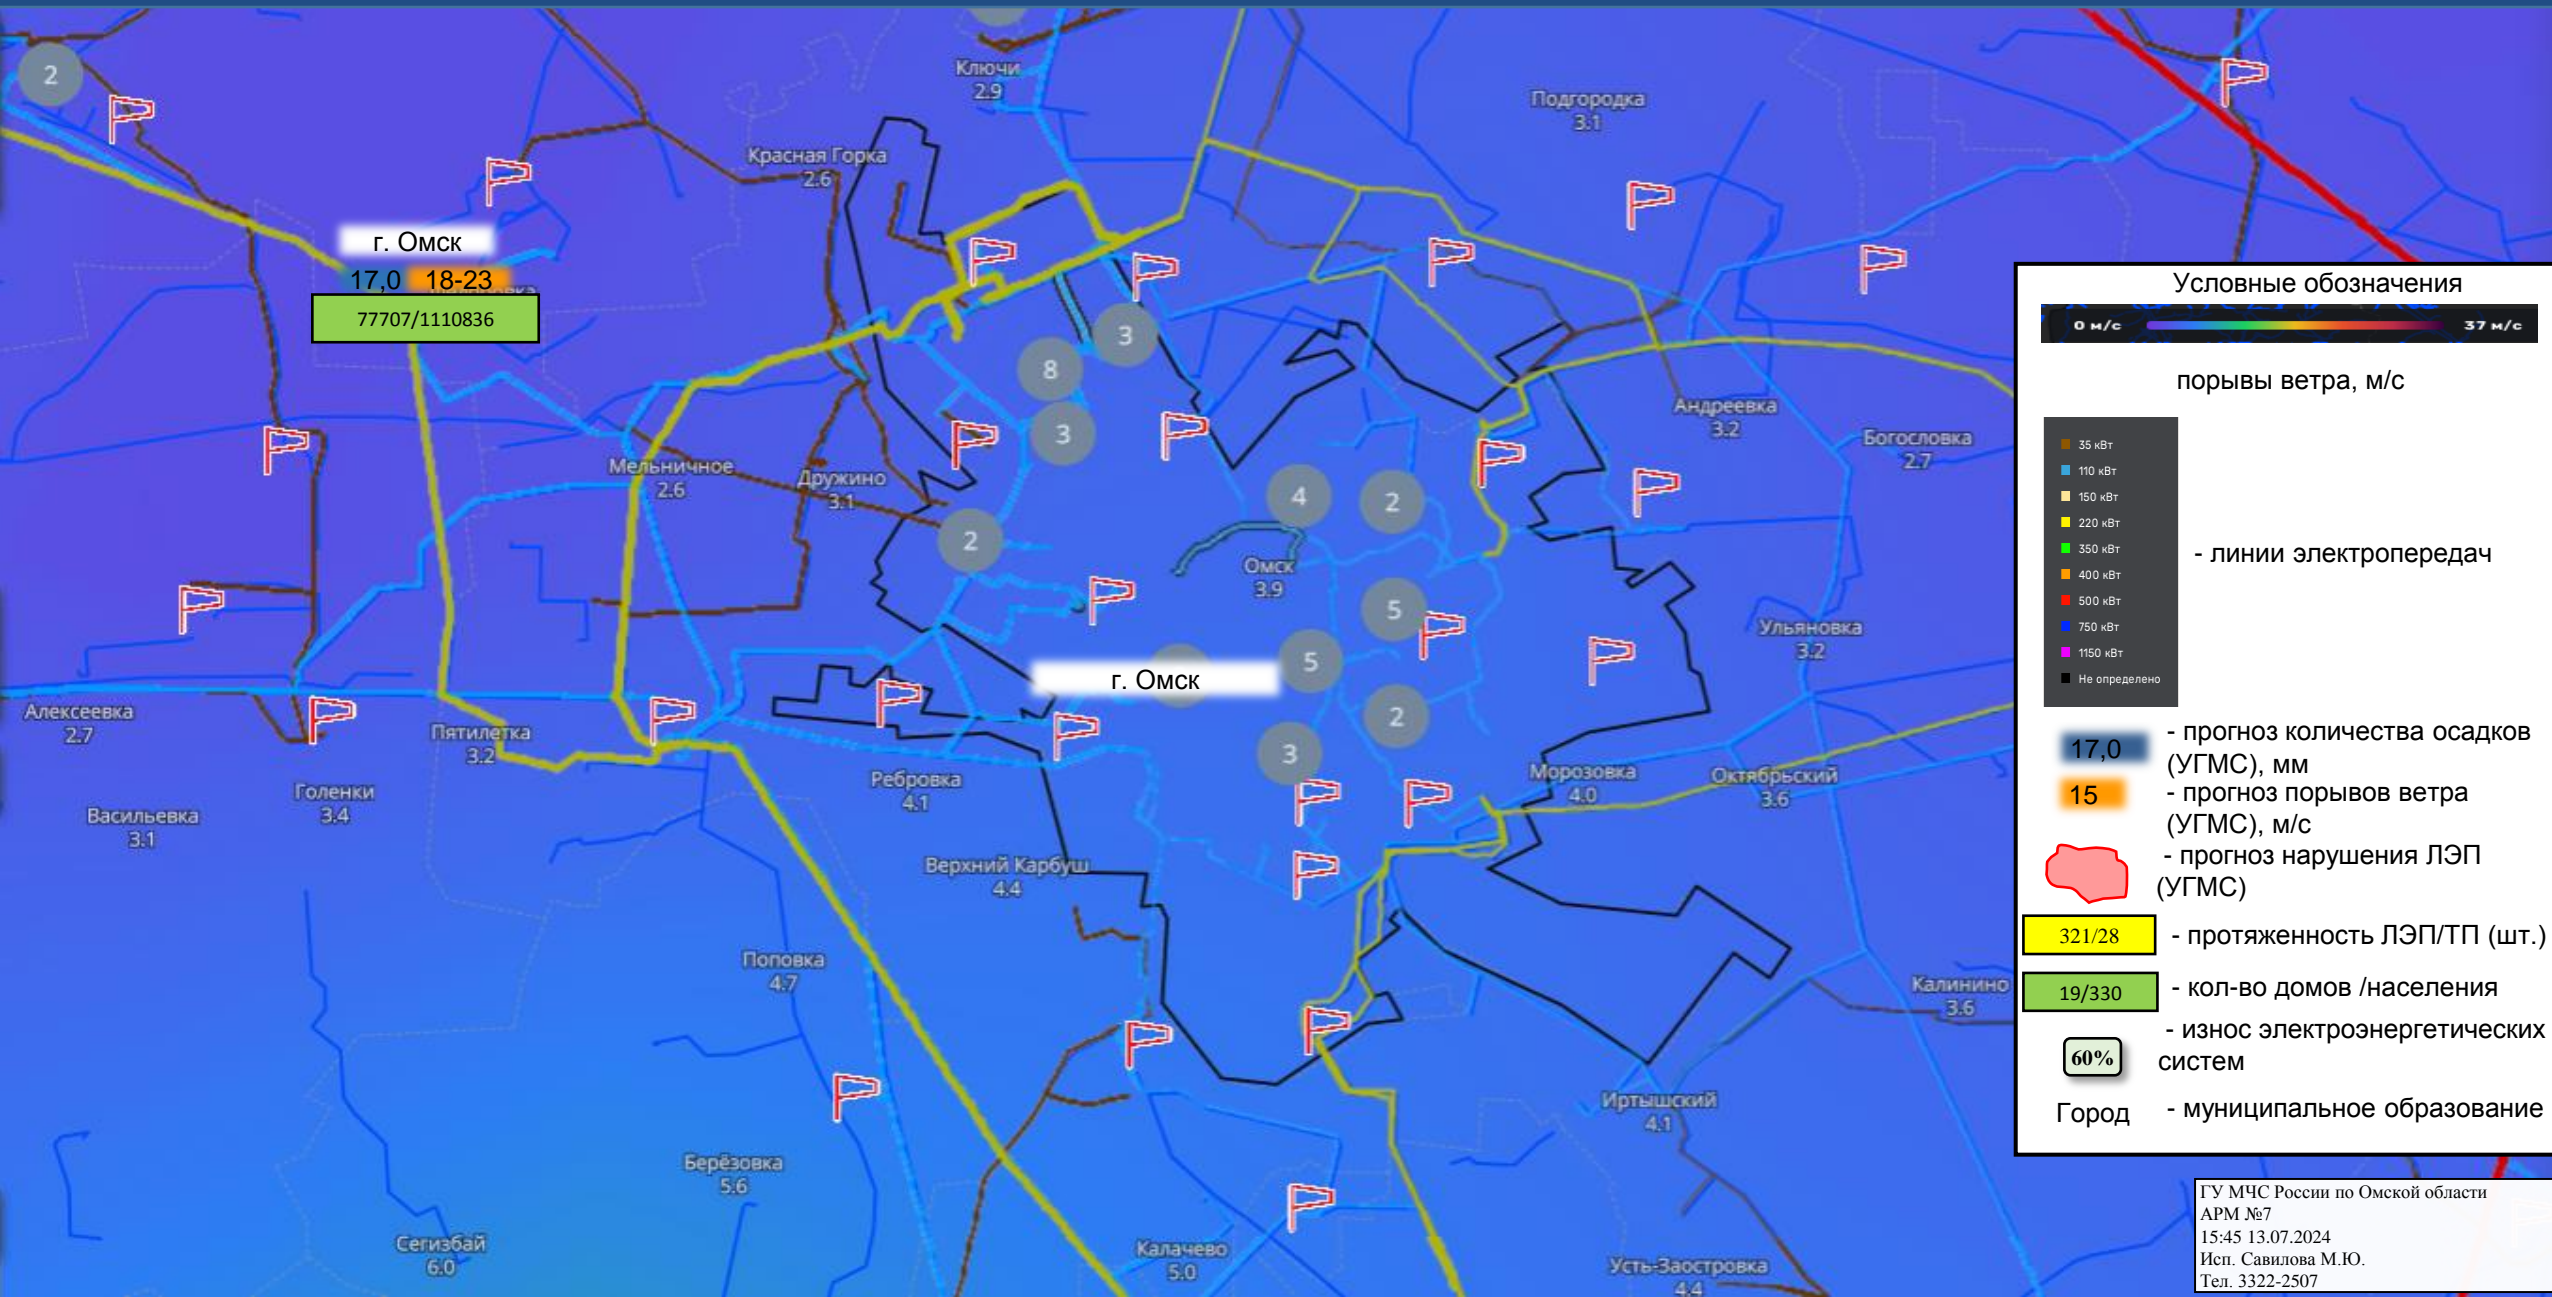 2
Ключи
2.9
Подгородка
3.1
Красная Горка
2.6
г. Омск
17,0 18-23
77707/1110836
3
8
3
Андреевка
3.2
Богословка
2.7
Мельничное
2.6
Дружино
3.1
4
2
2
Омск
3.9
5
Ульяновка
3.2
5
г. Омск
2
3
Алексеевка
2.7
Пятилетка
3.2
Голенки
3.4
Васильевка
3.1
Ребровка
4.1
Морозовка
4.0
Октябрьский
3.6
Верхний Карбуш
4.4
Поповка
4.7
Калинино
3.6
Иртышский
4.1
Берёзовка
5.6
Сегизбай
6.0
Калачево
5.0
Усть-Заостровка
4.4
Условные обозначения
0 м/с 37 м/с
порывы ветра, м/с
35 кВт
110 кВт
150 кВт
220 кВт
350 кВт
400 кВт
500 кВт
750 кВт
1150 кВт
Не определено
- линии электропередач
17,0 - прогноз количества осадков
(УГМС), мм
15 - прогноз порывов ветра
(УГМС), м/с
- прогноз нарушения ЛЭП
(УГМС)
321/28 - протяженность ЛЭП/ТП (шт.)
19/330 - кол-во домов /населения
60% - износ электроэнергетических
систем
Город - муниципальное образование
ГУ МЧС России по Омской области
АРМ №7
15:45 13.07.2024
Исп. Савилова М.Ю.
Тел. 3322-2507